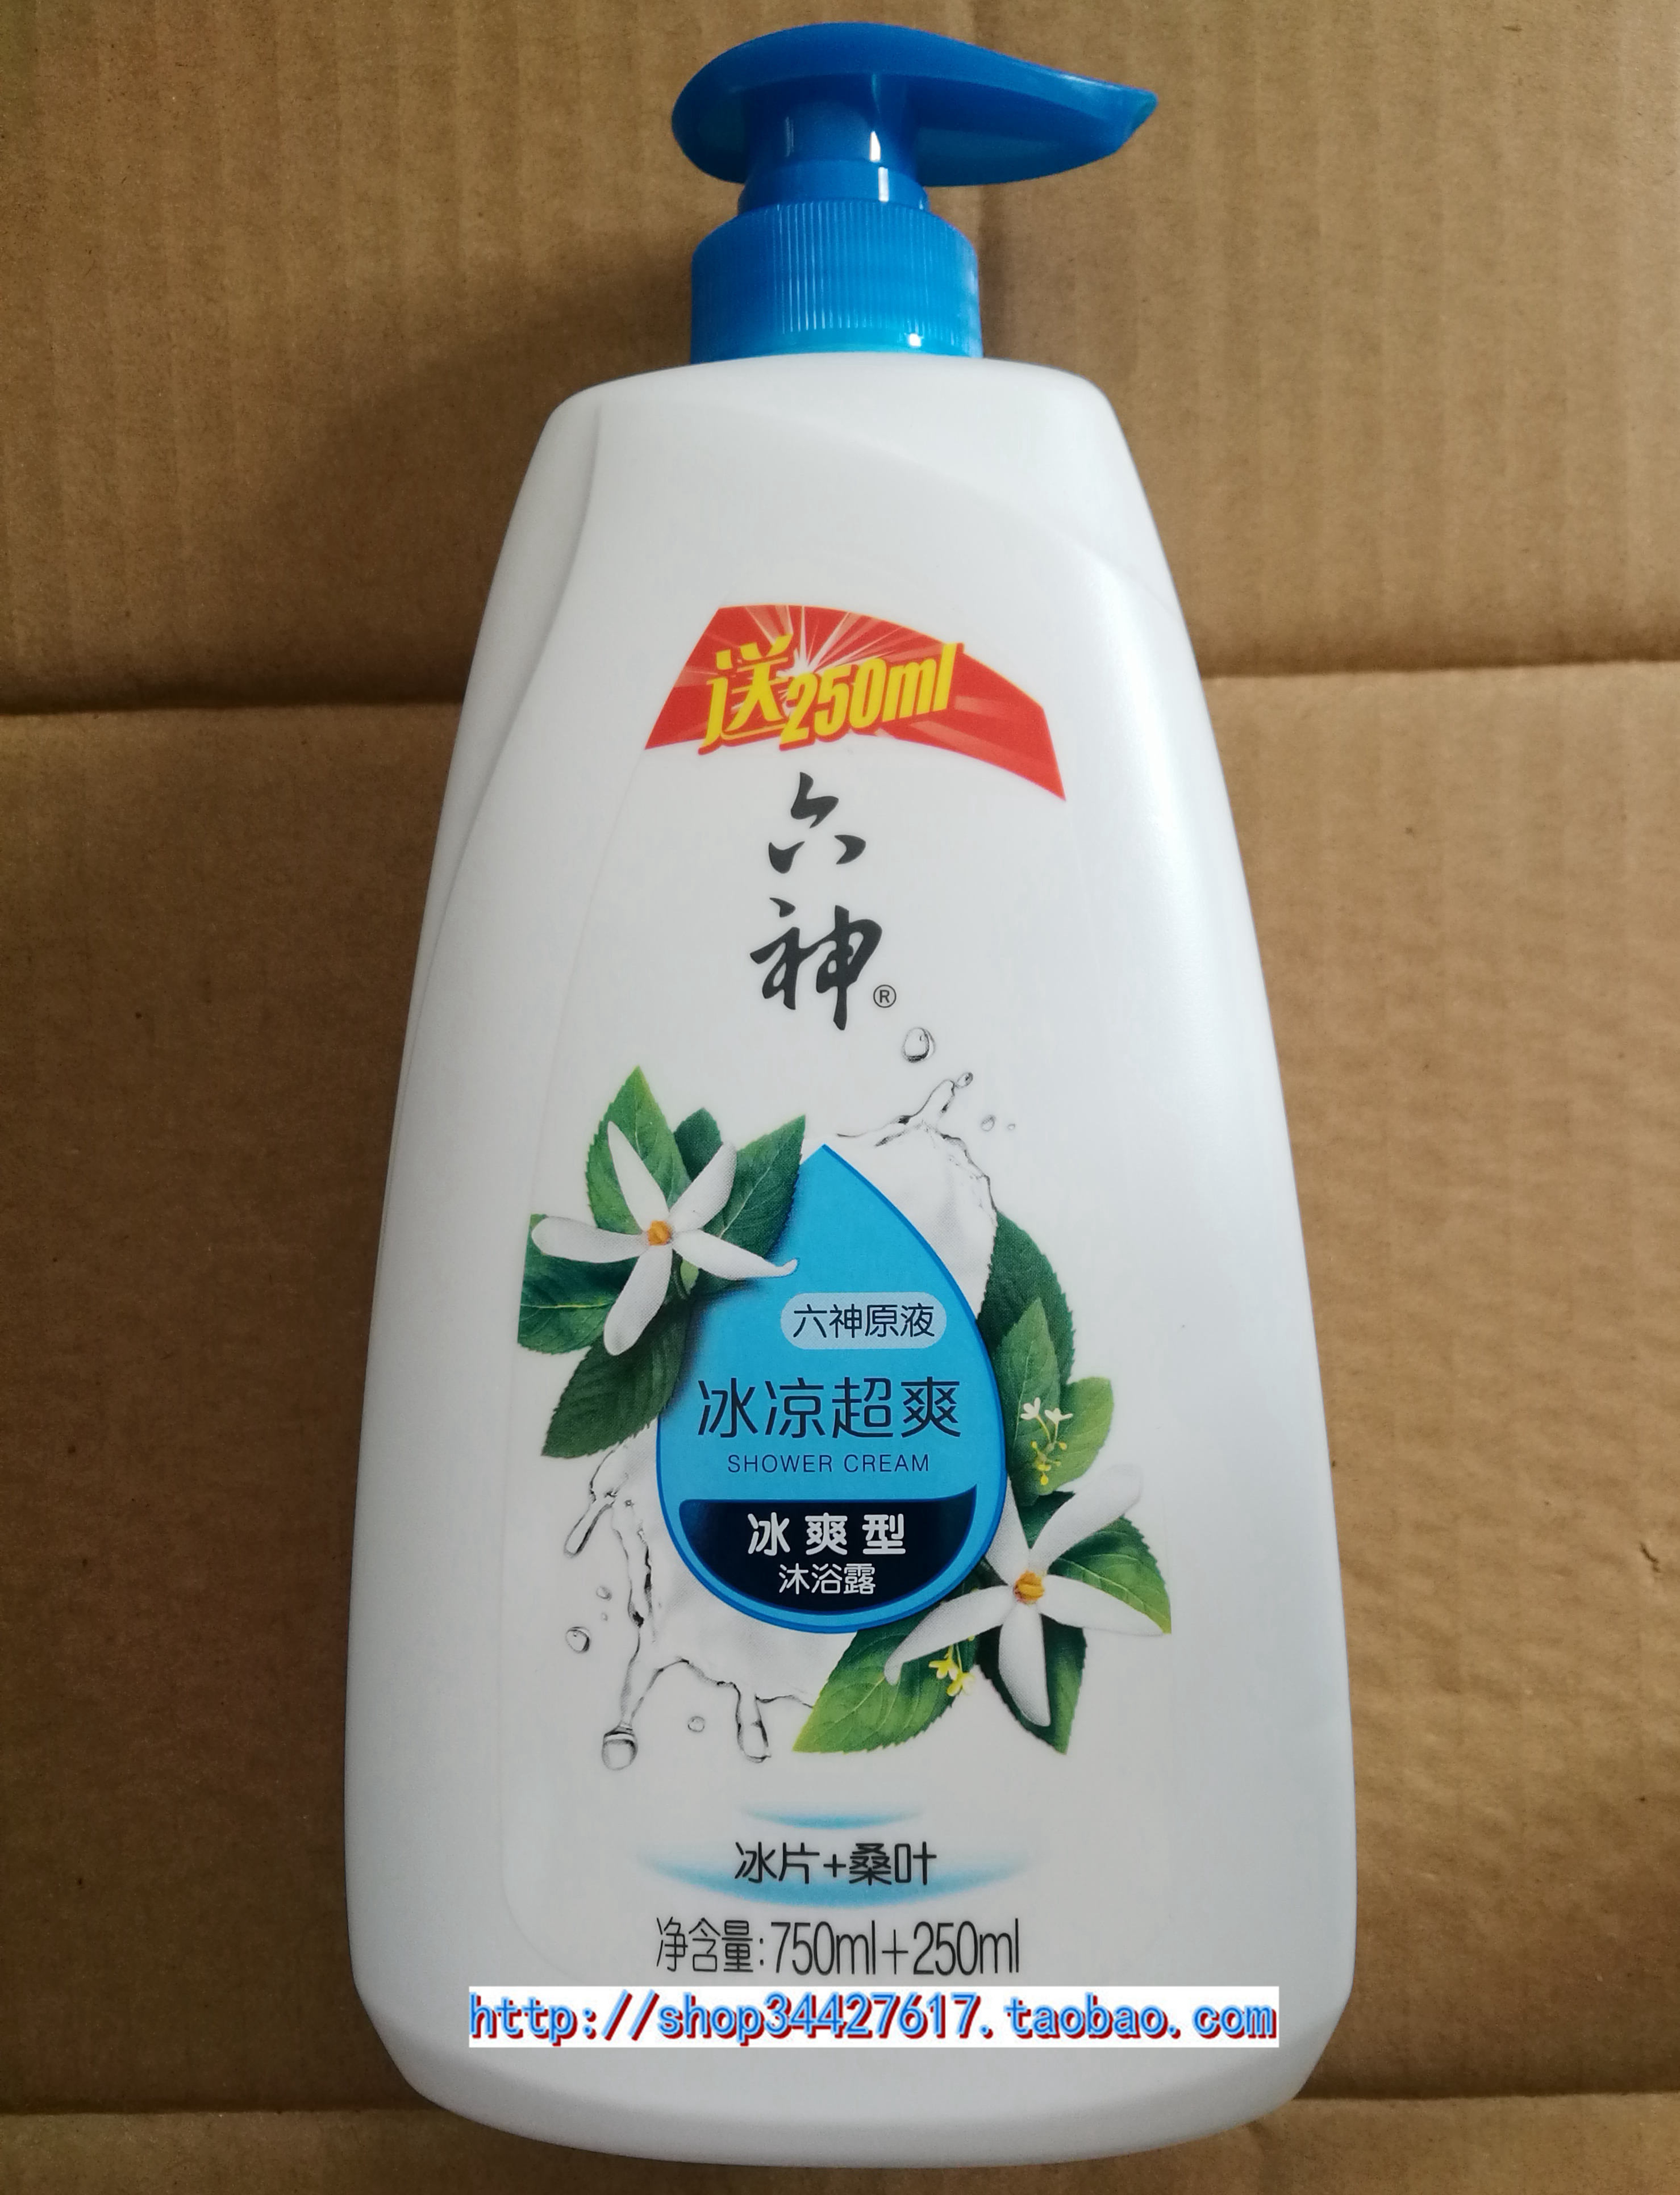 送250ml
六
神®
六神原液
冰凉超爽
SHOWER CREAM
冰爽型
沐浴露
冰片+桑叶
净含量:750ml+250ml
http://shop34427617.taobao.com